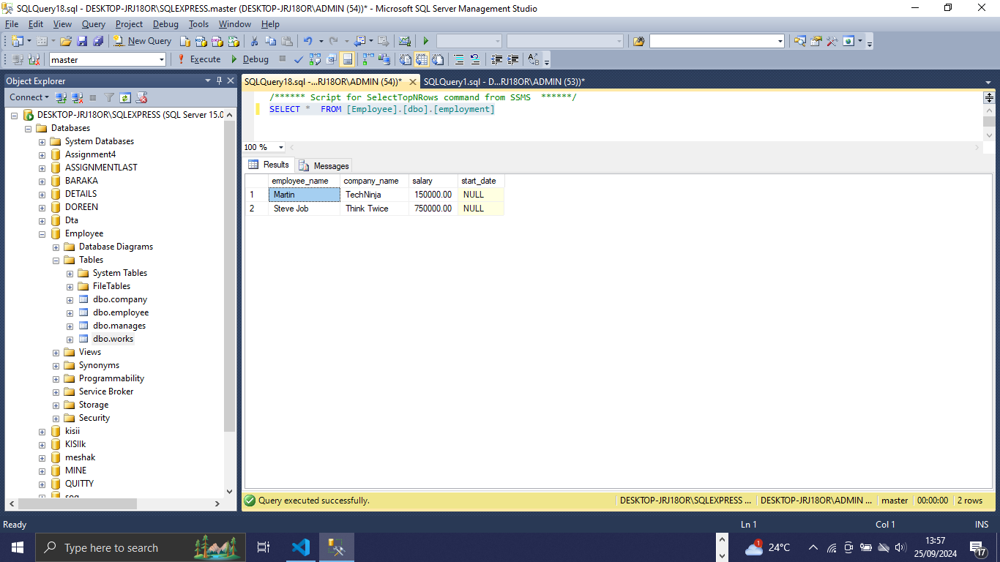 SQLQuery18.sql - DESKTOP-JRJ18OR\SQLEXPRESS.master (DESKTOP-JRJ18OR\ADMIN (54))* - Microsoft SQL Server Management Studio
File Edit View Query Project Debug Tools Window Help
New Query
master Execute Debug
Object Explorer
Connect
DESKTOP-JRJ18OR\SQLEXPRESS (SQL Server 15.0
Databases
System Databases
Assignment4
ASSIGNMENTLAST
BARAKA
DETAILS
DOREEN
Dta
Employee
Database Diagrams
Tables
System Tables
FileTables
dbo.company
dbo.employee
dbo.manages
dbo.works
Views
Synonyms
Programmability
Service Broker
Storage
Security
kisii
KISIIk
meshak
MINE
QUITTY
SQLQuery18.sql -...RJ18OR\ADMIN (54))* SQLQuery1.sql - D...RJ18OR\ADMIN (53))*
/****** Script for SelectTopNRows command from SSMS ******/
SELECT * FROM [Employee].[dbo].[employment]
100 %
Results Messages
employee_name company_name salary start_date
1 Martin TechNinja 150000.00 NULL
2 Steve Job Think Twice 750000.00 NULL
Query executed successfully. DESKTOP-JRJ18OR\SQLEXPRESS ... DESKTOP-JRJ18OR\ADMIN ... master 00:00:00 2 rows
Ready Ln 1 Col 1 INS
Type here to search 1 24°C 13:57
25/09/2024 17